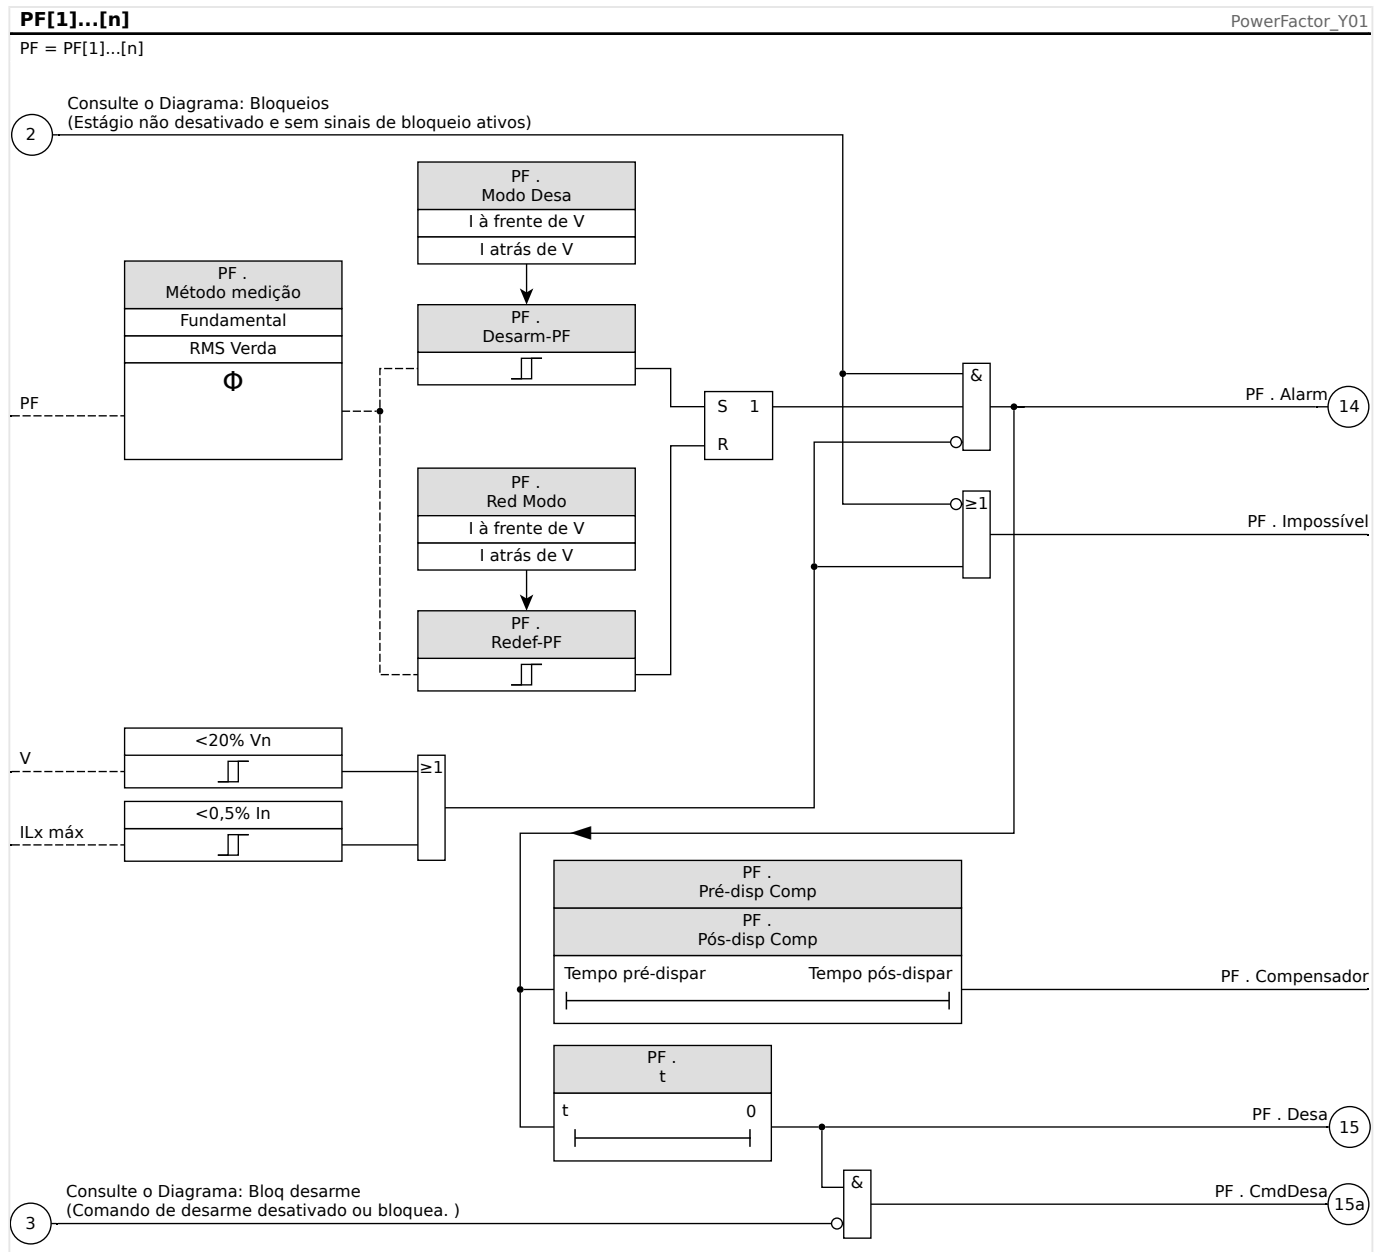 PF[1]...[n]
PowerFactor_Y01
PF = PF[1]...[n]
Consulte o Diagrama: Bloqueios
(Estágio não desativado e sem sinais de bloqueio ativos)
2
PF .
Modo Desa
I à frente de V
I atrás de V
PF .
Método medição
Fundamental
RMS Verda
Φ
PF
PF .
Desarm-PF
S 1
R
&
PF . Alarm
14
PF .
Red Modo
I à frente de V
I atrás de V
≥1
PF . Impossível
PF .
Redef-PF
<20% Vn
V
≥1
<0,5% In
ILx máx
PF .
Pré-disp Comp
PF .
Pós-disp Comp
Tempo pré-dispar Tempo pós-dispar
PF . Compensador
PF .
t
t 0
PF . Desa
15
Consulte o Diagrama: Bloq desarme
(Comando de desarme desativado ou bloquea. )
3
&
PF . CmdDesa
15a